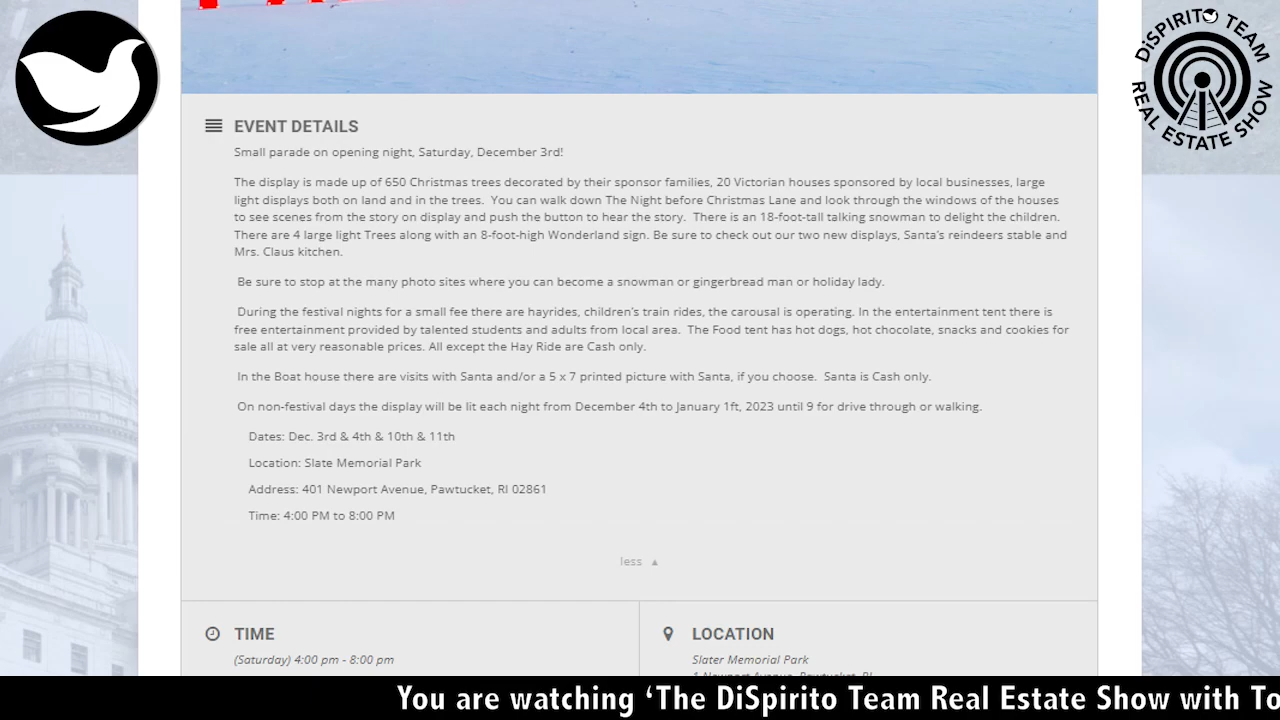 DiSPIRITO TEAM
REAL ESTATE SHOW
EVENT DETAILS
Small parade on opening night, Saturday, December 3rd!
The display is made up of 650 Christmas trees decorated by their sponsor families, 20 Victorian houses sponsored by local businesses, large
light displays both on land and in the trees.  You can walk down The Night before Christmas Lane and look through the windows of the houses
to see scenes from the story on display and push the button to hear the story.  There is an 18-foot-tall talking snowman to delight the children.
There are 4 large light Trees along with an 8-foot-high Wonderland sign. Be sure to check out our two new displays, Santa's reindeers stable and
Mrs. Claus kitchen.
Be sure to stop at the many photo sites where you can become a snowman or gingerbread man or holiday lady.
During the festival nights for a small fee there are hayrides, children's train rides, the carousal is operating. In the entertainment tent there is
free entertainment provided by talented students and adults from local area.  The Food tent has hot dogs, hot chocolate, snacks and cookies for
sale all at very reasonable prices. All except the Hay Ride are Cash only.
In the Boat house there are visits with Santa and/or a 5 x 7 printed picture with Santa, if you choose.  Santa is Cash only.
On non-festival days the display will be lit each night from December 4th to January 1ft, 2023 until 9 for drive through or walking.
Dates: Dec. 3rd & 4th & 10th & 11th
Location: Slate Memorial Park
Address: 401 Newport Avenue, Pawtucket, RI 02861
Time: 4:00 PM to 8:00 PM
less ▲
TIME
(Saturday) 4:00 pm - 8:00 pm
LOCATION
Slater Memorial Park
You are watching ‘The DiSpirito Team Real Estate Show with To